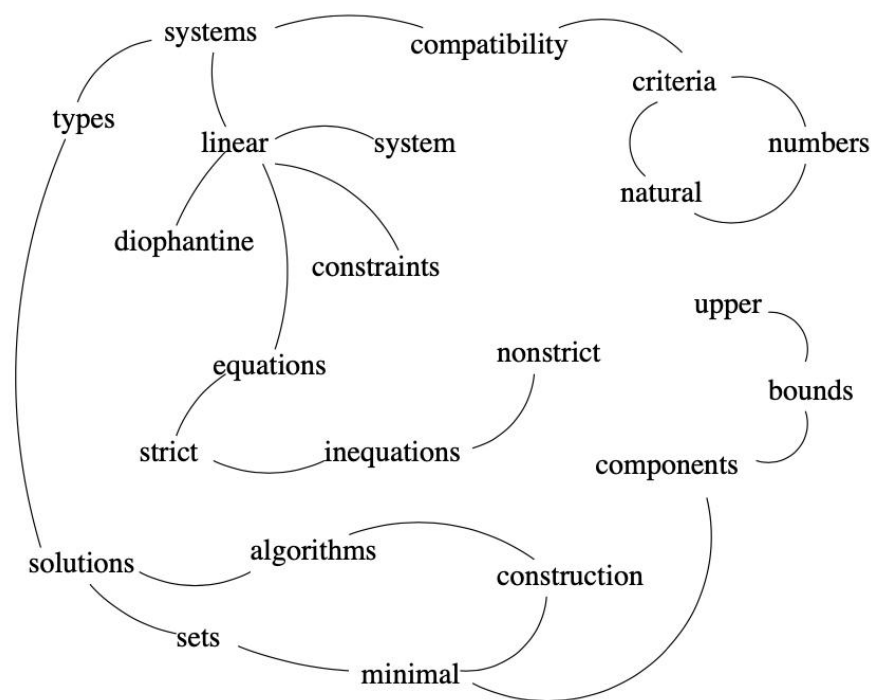 systems
compatibility
criteria
types
linear
system
numbers
natural
diophantine
constraints
upper
equations
nonstrict
bounds
strict
inequations
components
solutions
algorithms
construction
sets
minimal